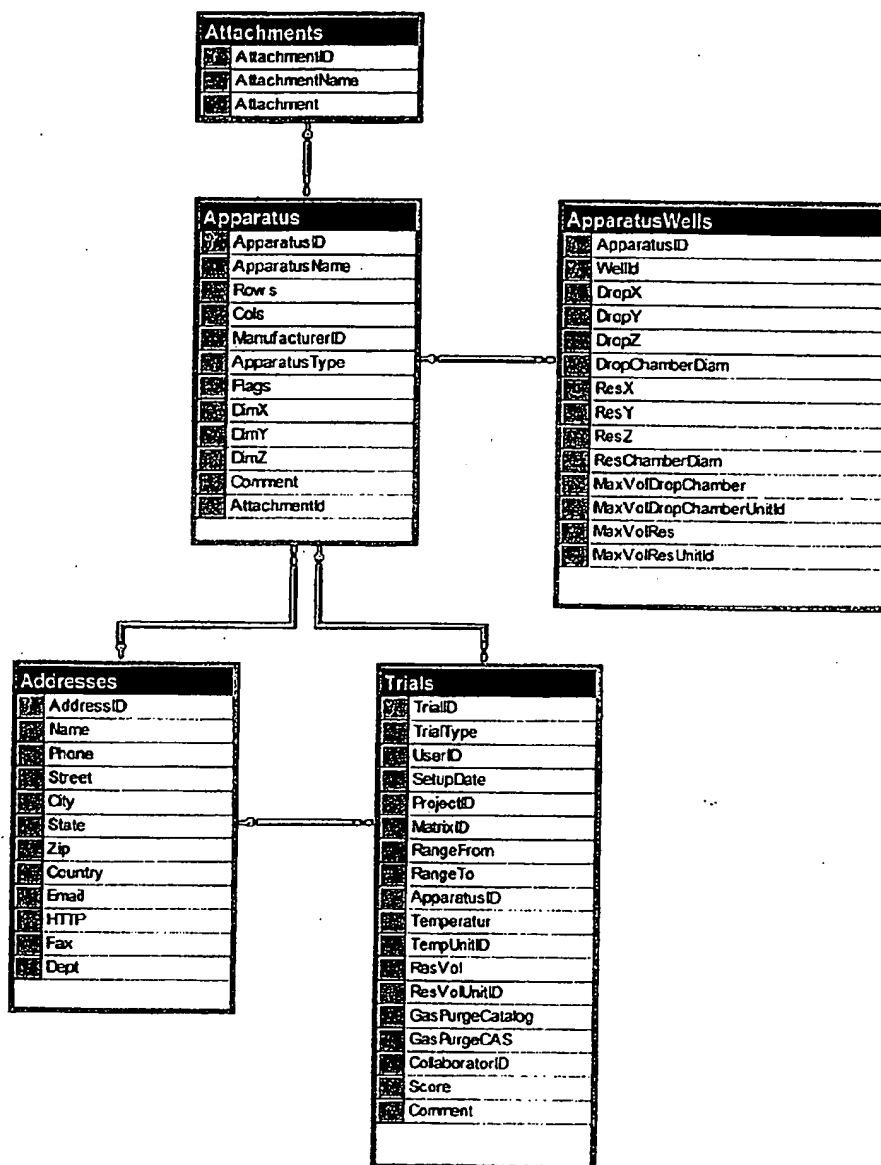 Attachments
AttachmentID
AttachmentName
Attachment
Apparatus
ApparatusID
ApparatusName
Rows
Cols
ManufacturerID
ApparatusType
Flags
DimX
DimY
DimZ
Comment
AttachmentId
ApparatusWells
ApparatusID
WellId
DropX
DropY
DropZ
DropChamberDiam
ResX
ResY
ResZ
ResChamberDiam
MaxVolDropChamber
MaxVolDropChamberUnitId
MaxVolRes
MaxVolResUnitId
Addresses
AddressID
Name
Phone
Street
City
State
Zip
Country
Email
HTTP
Fax
Dept
Trials
TrialID
TrialType
UserID
SetupDate
ProjectID
MatrixID
RangeFrom
RangeTo
ApparatusID
Temperatur
TempUnitID
ResVol
ResVolUnitID
GasPurgeCatalog
GasPurgeCAS
CollaboratorID
Score
Comment